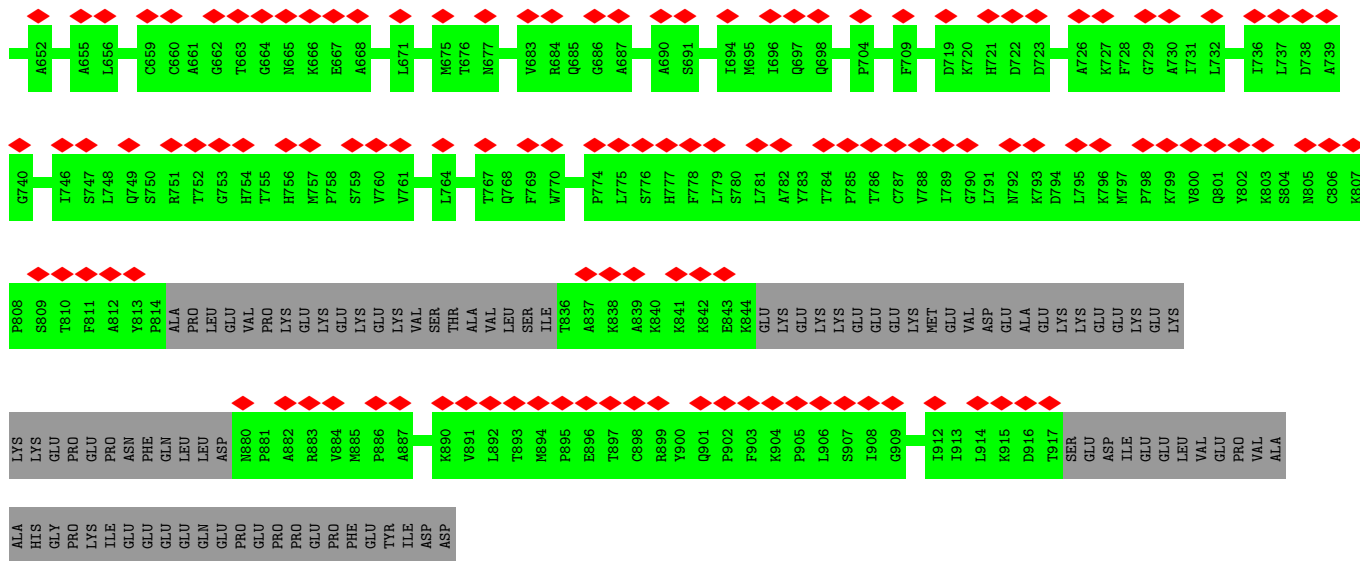 A652 A655 L656 C659 C660 A661 G662 T663 G664 N665 K666 E667 A668 L671 M675 T676 N677 V683 R684 Q685 G686 A687 A690 S691 I694 M695 I696 Q697 Q698 P704 F709 D719 K720 H721 D722 D723 A726 K727 F728 G729 A730 I731 L732 I736 L737 D738 A739
G740 I746 S747 L748 Q749 S750 R751 T752 G753 H754 T755 H756 M757 P758 S759 V760 V761 L764 T767 Q768 F769 W770 P774 L775 S776 H777 F778 L779 S780 L781 A782 Y783 T784 P785 T786 C787 V788 I789 G790 L791 N792 K793 D794 L795 K796 M797 P798 K799 V800 Q801 Y802 K803 S804 N805 C806 K807
P808 S809 T810 F811 A812 Y813 P814 ALA PRO LEU GLU VAL PRO LYS GLU LYS GLU LYS GLU LYS VAL SER THR ALA VAL LEU SER ILE T836 A837 K838 A839 K840 K841 K842 E843 K844 GLU LYS GLU LYS LYS GLU GLU GLU LYS MET GLU VAL ASP GLU ALA GLU LYS LYS GLU GLU LYS GLU LYS
LYS LYS GLU PRO GLU PRO ASN PHE GLN LEU LEU ASP N880 P881 A882 R883 V884 M885 P886 A887 K890 V891 L892 T893 M894 P895 E896 T897 C898 R899 Y900 Q901 P902 F903 K904 P905 L906 S907 I908 G909 I912 I913 L914 K915 D916 T917 SER GLU ASP ILE GLU GLU LEU VAL GLU PRO VAL ALA
ALA HIS GLY PRO LYS ILE GLU GLU GLU GLU GLN GLU PRO GLU PRO PRO GLU PRO PHE GLU TYR ILE ASP ASP